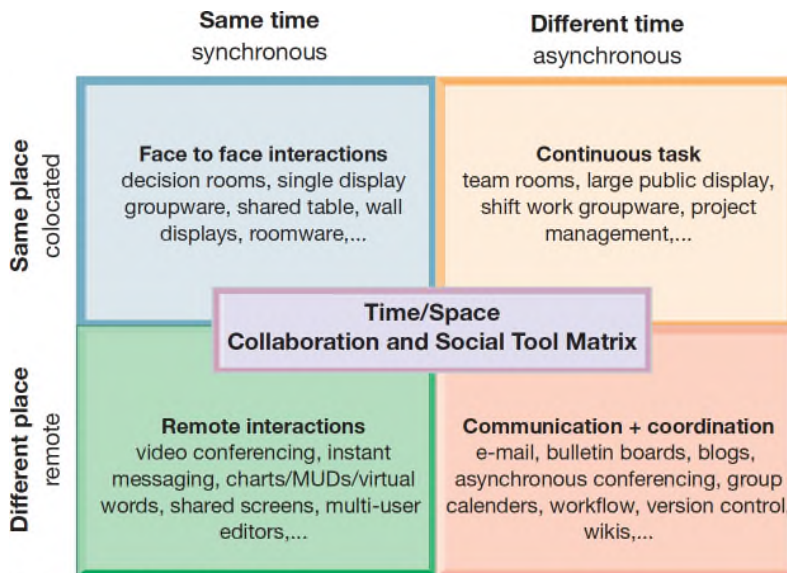 Same time
synchronous
Different time
asynchronous
Same place
colocated
Face to face interactions
decision rooms, single display
groupware, shared table, wall
displays, roomware,...
Continuous task
team rooms, large public display,
shift work groupware, project
management,...
Time/Space
Collaboration and Social Tool Matrix
Different place
remote
Remote interactions
video conferencing, instant
messaging, charts/MUDs/virtual
words, shared screens, multi-user
editors,...
Communication + coordination
e-mail, bulletin boards, blogs,
asynchronous conferencing, group
calenders, workflow, version control,
wikis,...